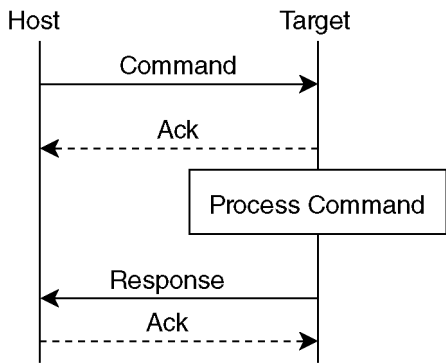 Host
Target
Command
Ack
Process Command
Response
Ack